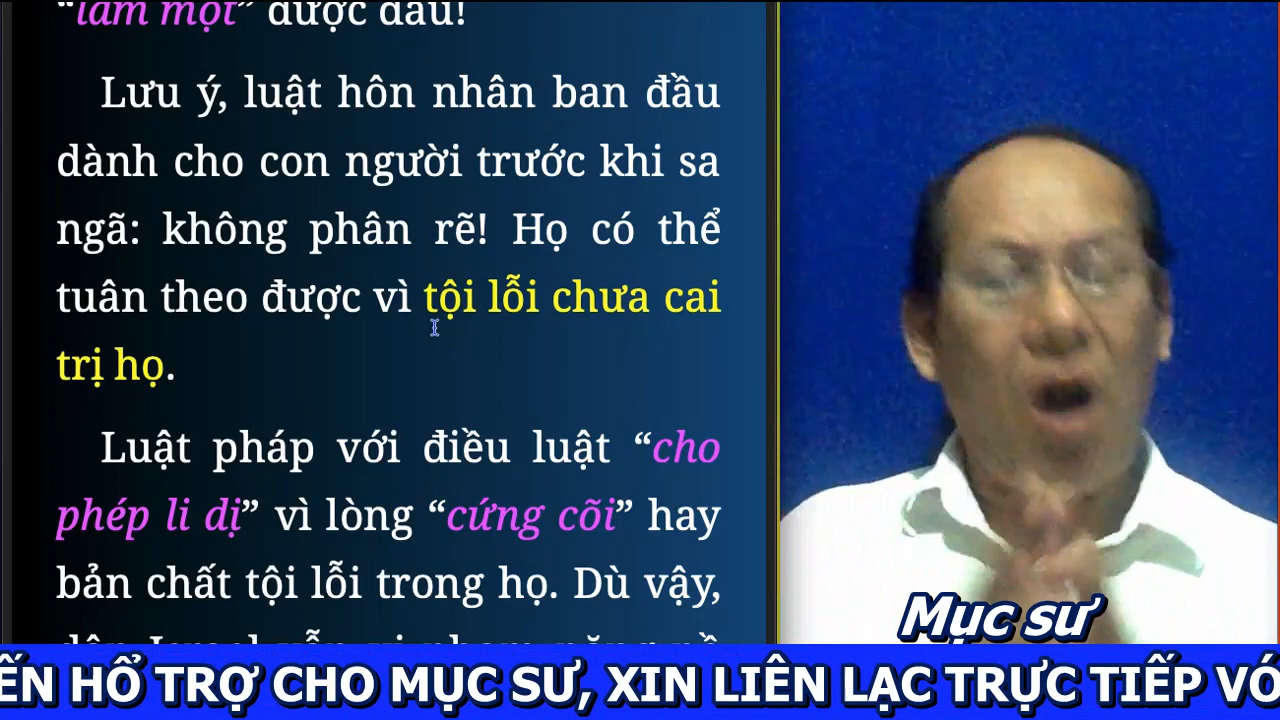 “làm một” được đâu!
Lưu ý, luật hôn nhân ban đầu
dành cho con người trước khi sa
ngã: không phân rẽ! Họ có thể
tuân theo được vì tội lỗi chưa cai
trị họ.
Luật pháp với điều luật “cho
phép li dị” vì lòng “cứng cõi” hay
bản chất tội lỗi trong họ. Dù vậy,
Mục sư
HỔ TRỢ CHO MỤC SƯ, XIN LIÊN LẠC TRỰC TIẾP